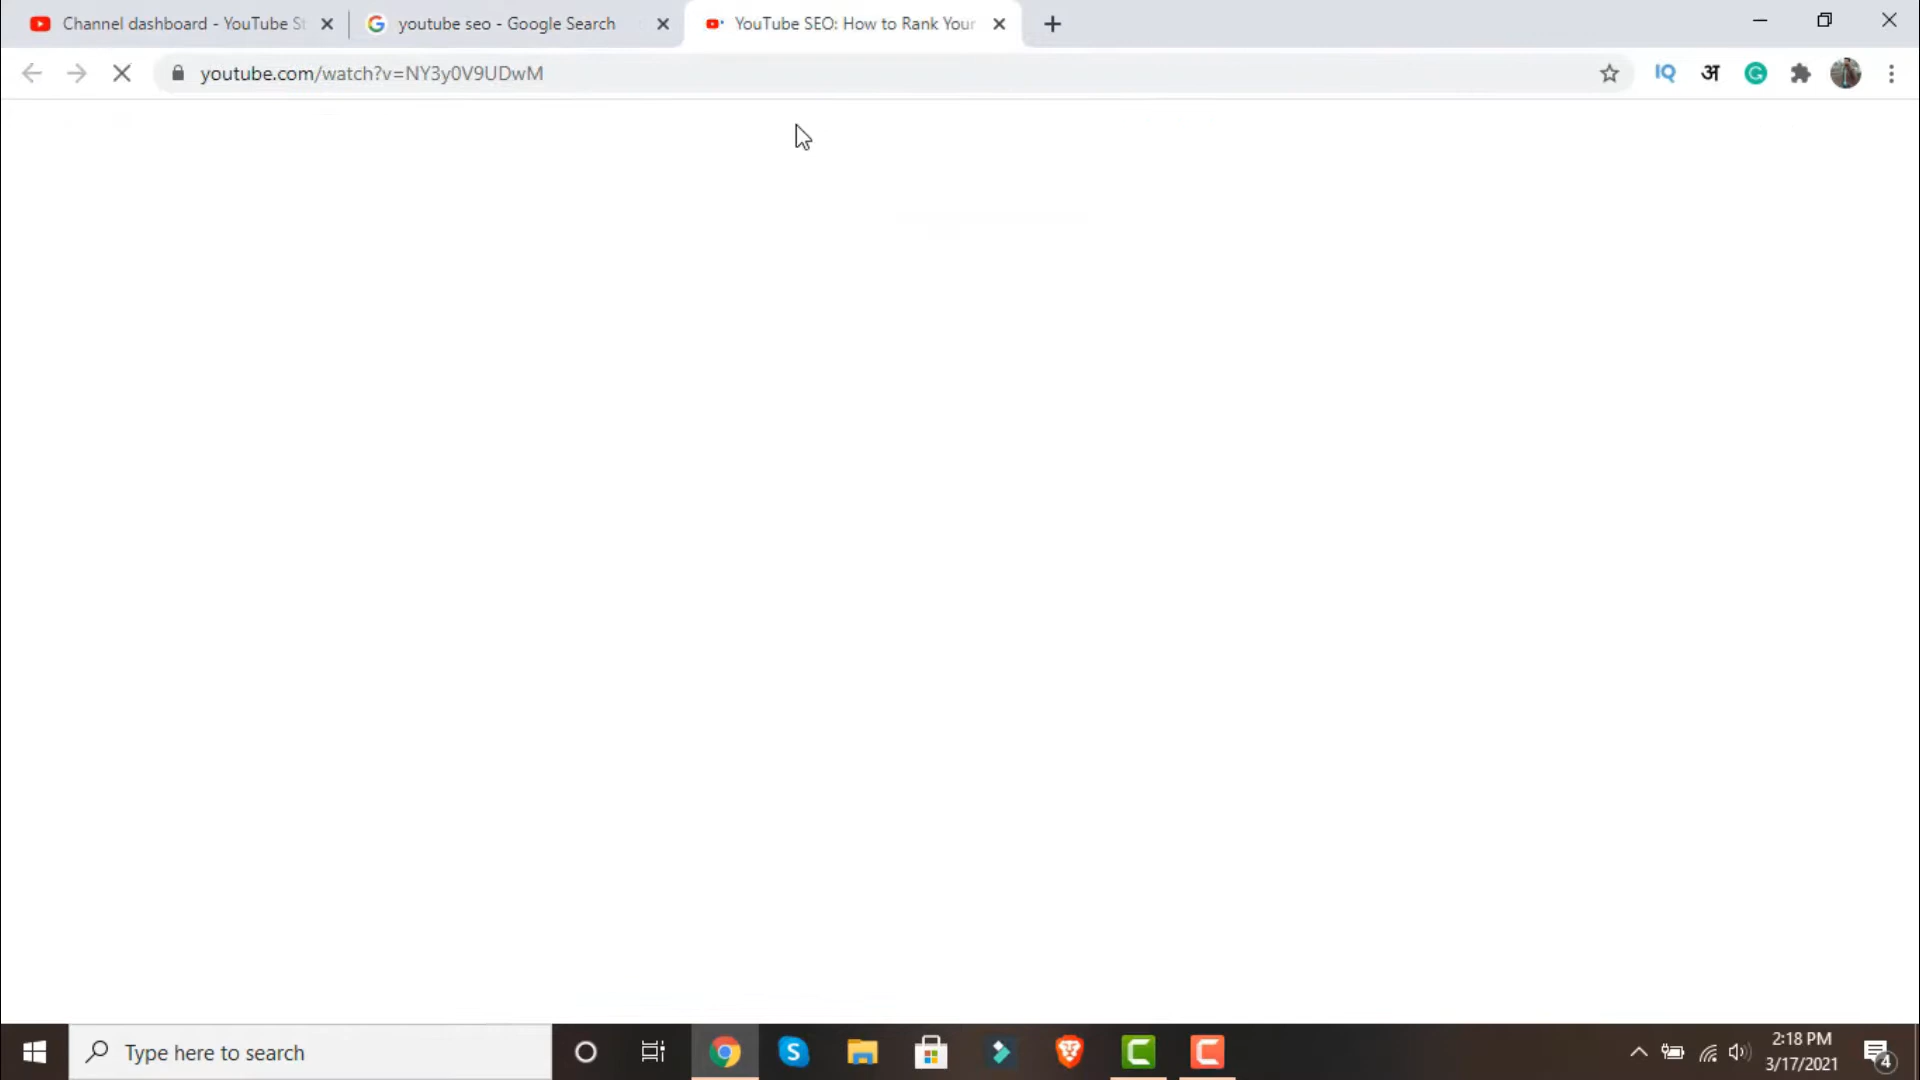 Channel dashboard - YouTube St
youtube seo - Google Search
YouTube SEO: How to Rank Your
youtube.com/watch?v=NY3y0V9UDwM
IQ
अ
G
Type here to search
S
C
C
2:18 PM
3/17/2021
4